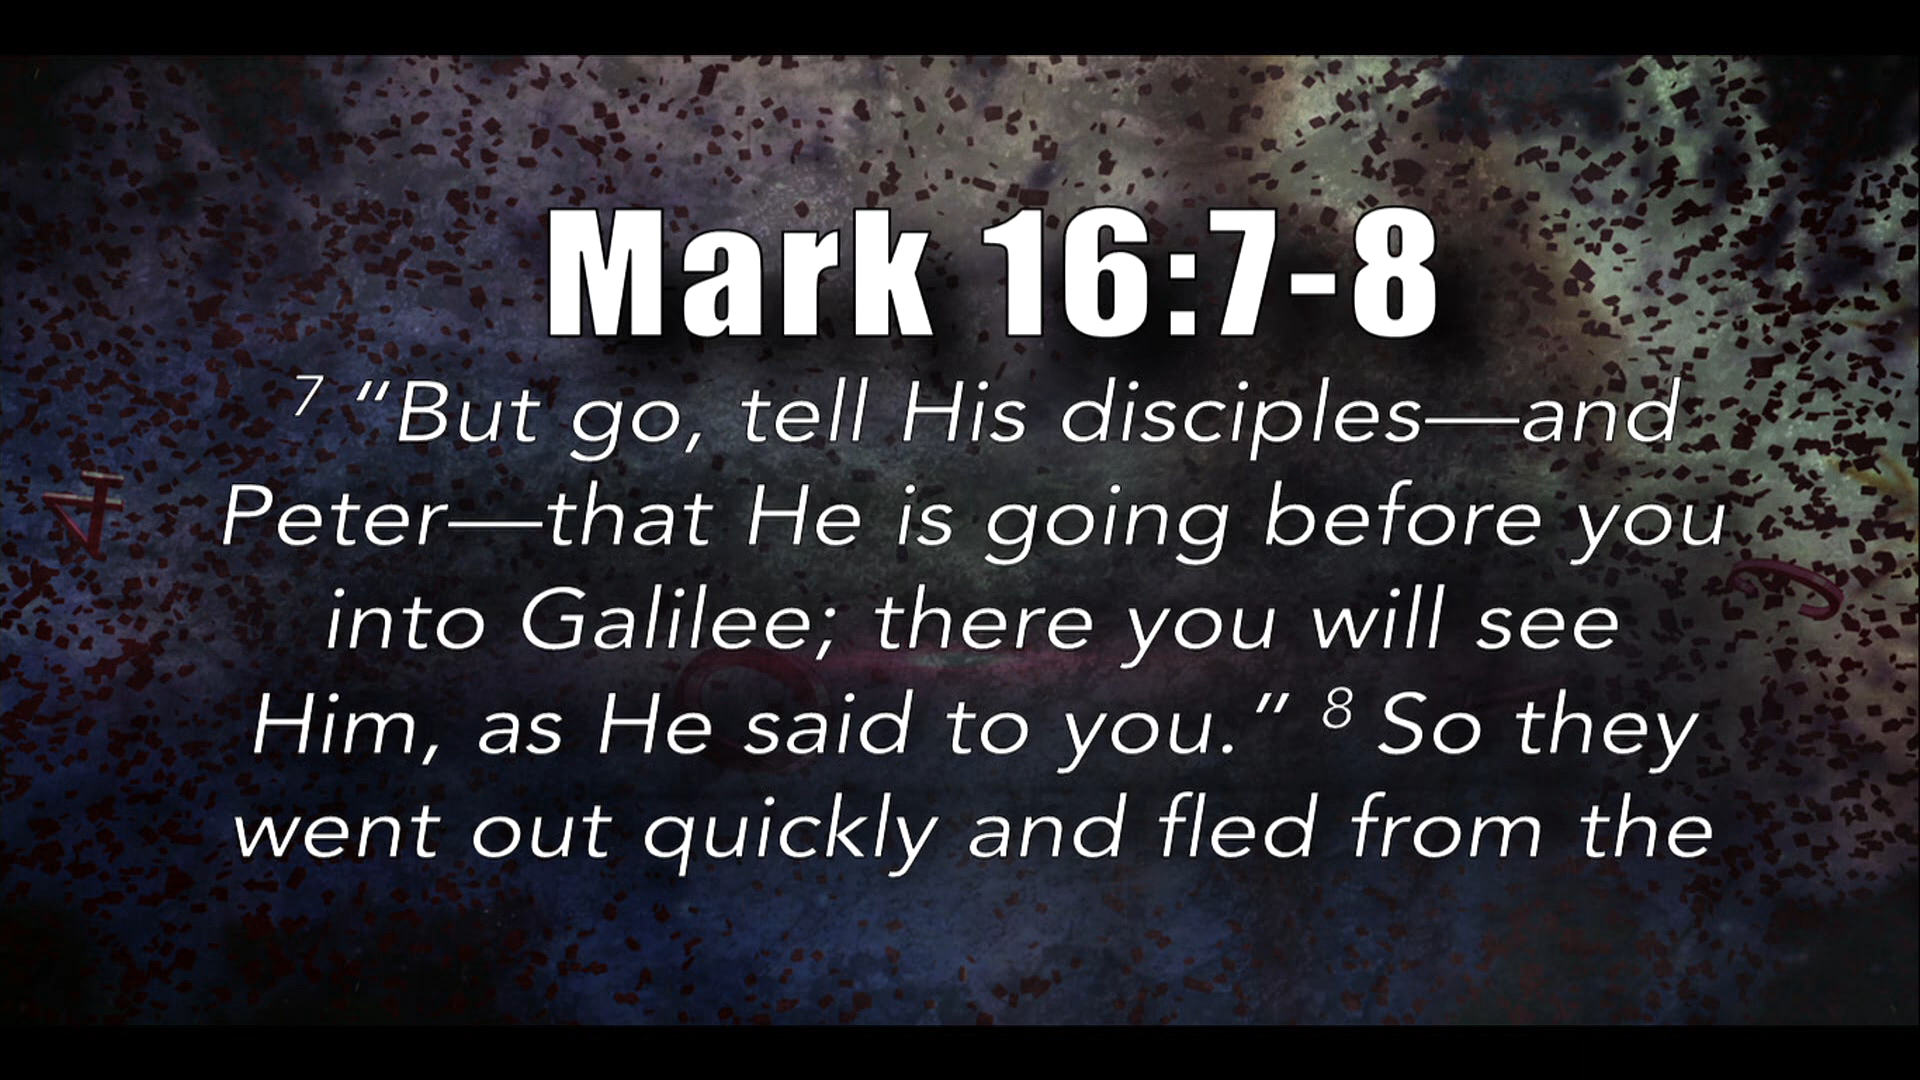 Mark 16:7-8
7 “But go, tell His disciples—and
Peter—that He is going before you
into Galilee; there you will see
Him, as He said to you.” 8 So they
went out quickly and fled from the